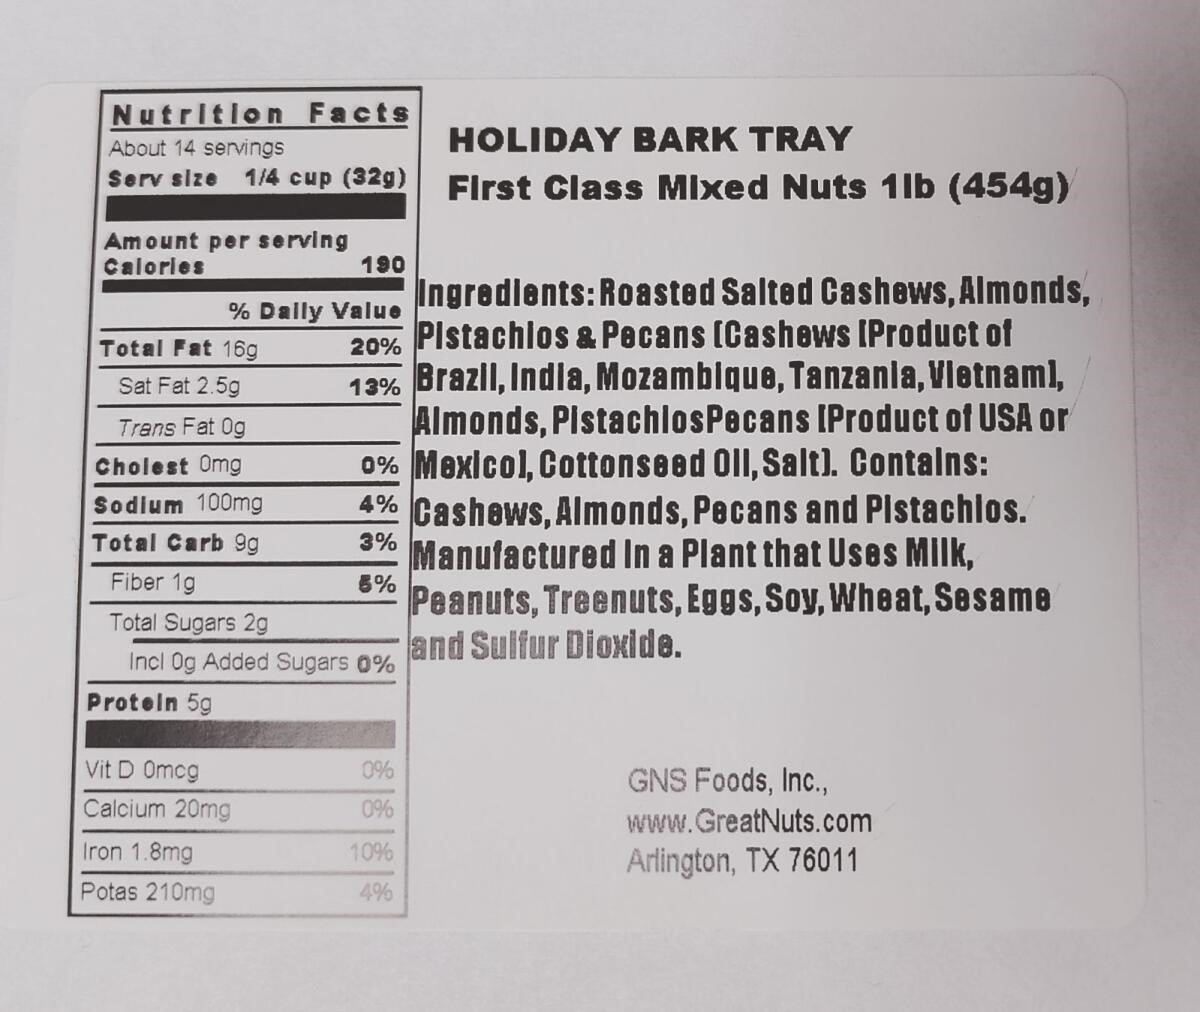 Nutrition Facts
About 14 servings
Serv size 1/4 cup (32g)
Amount per serving
Calories 190
% Daily Value
Total Fat 16g 20%
Sat Fat 2.5g 13%
Trans Fat 0g
Cholest 0mg 0%
Sodium 100mg 4%
Total Carb 9g 3%
Fiber 1g 5%
Total Sugars 2g
Incl 0g Added Sugars 0%
Protein 5g
Vit D 0mcg 0%
Calcium 20mg 0%
Iron 1.8mg 10%
Potas 210mg 4%
HOLIDAY BARK TRAY
First Class Mixed Nuts 1lb (454g)
Ingredients: Roasted Salted Cashews, Almonds,
Pistachios & Pecans [Cashews [Product of
Brazil, India, Mozambique, Tanzania, Vietnam],
Almonds, PistachiosPecans [Product of USA or
Mexico], Cottonseed Oil, Salt]. Contains:
Cashews, Almonds, Pecans and Pistachios.
Manufactured in a Plant that Uses Milk,
Peanuts, Treenuts, Eggs, Soy, Wheat, Sesame
and Sulfur Dioxide.
GNS Foods, Inc.,
www.GreatNuts.com
Arlington, TX 76011